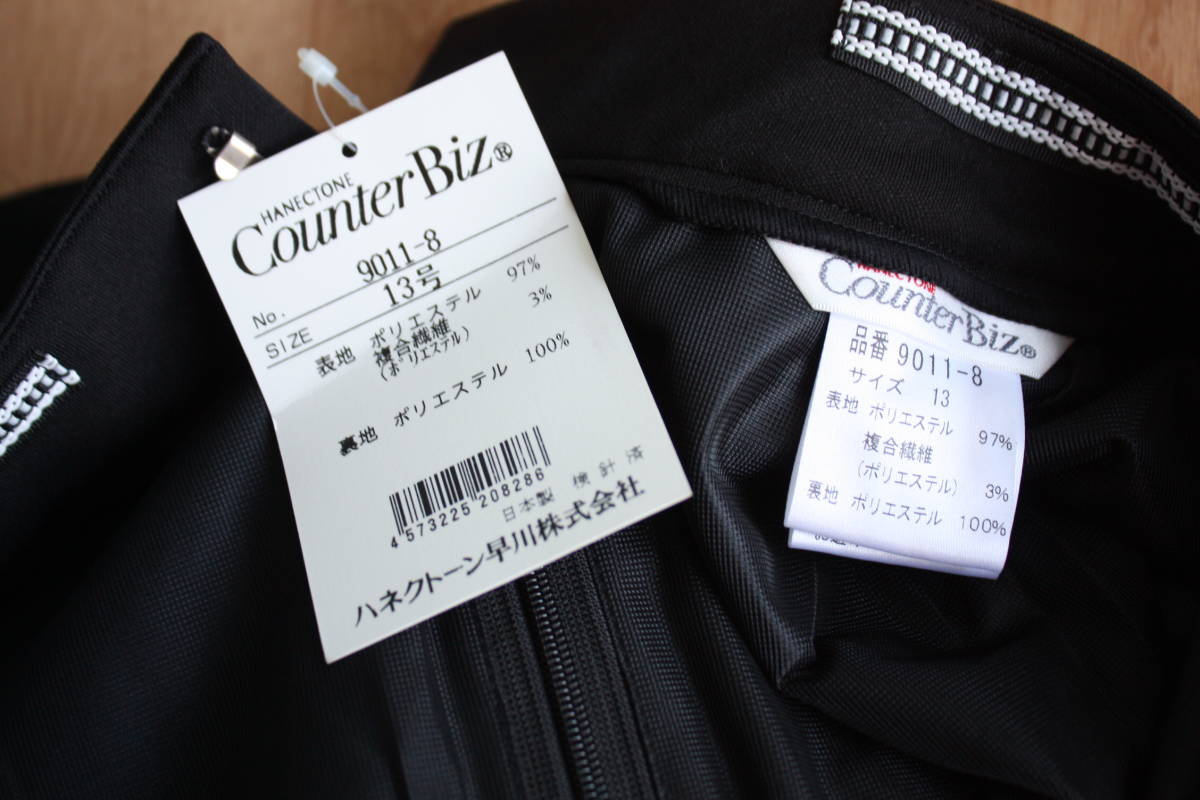 HANECTONE
CounterBiz®
No. 9011-8
SIZE 13号
表地 ポリエステル 97%
複合繊維 3%
(ポリエステル)
裏地 ポリエステル 100%
4 573225 208286
日本製 検針済
ハネクトーン早川株式会社
HANECTONE
CounterBiz®
品番 9011-8
サイズ 13
表地 ポリエステル 97%
複合繊維
(ポリエステル) 3%
裏地 ポリエステル 100%